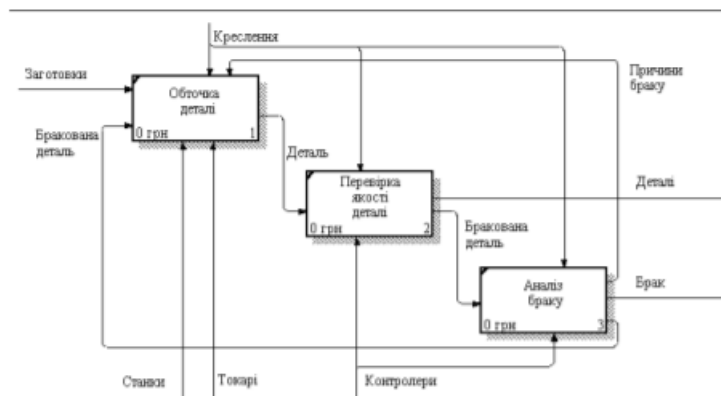 Креслення
Причини
браку
Заготовки
Обточка
деталі
0 грн
1
Бракована
деталь
Деталь
Перевірка
якості
деталі
0 грн
2
Деталі
Бракована
деталь
Аналіз
браку
0 грн
3
Брак
Станки
Токарі
Контролери